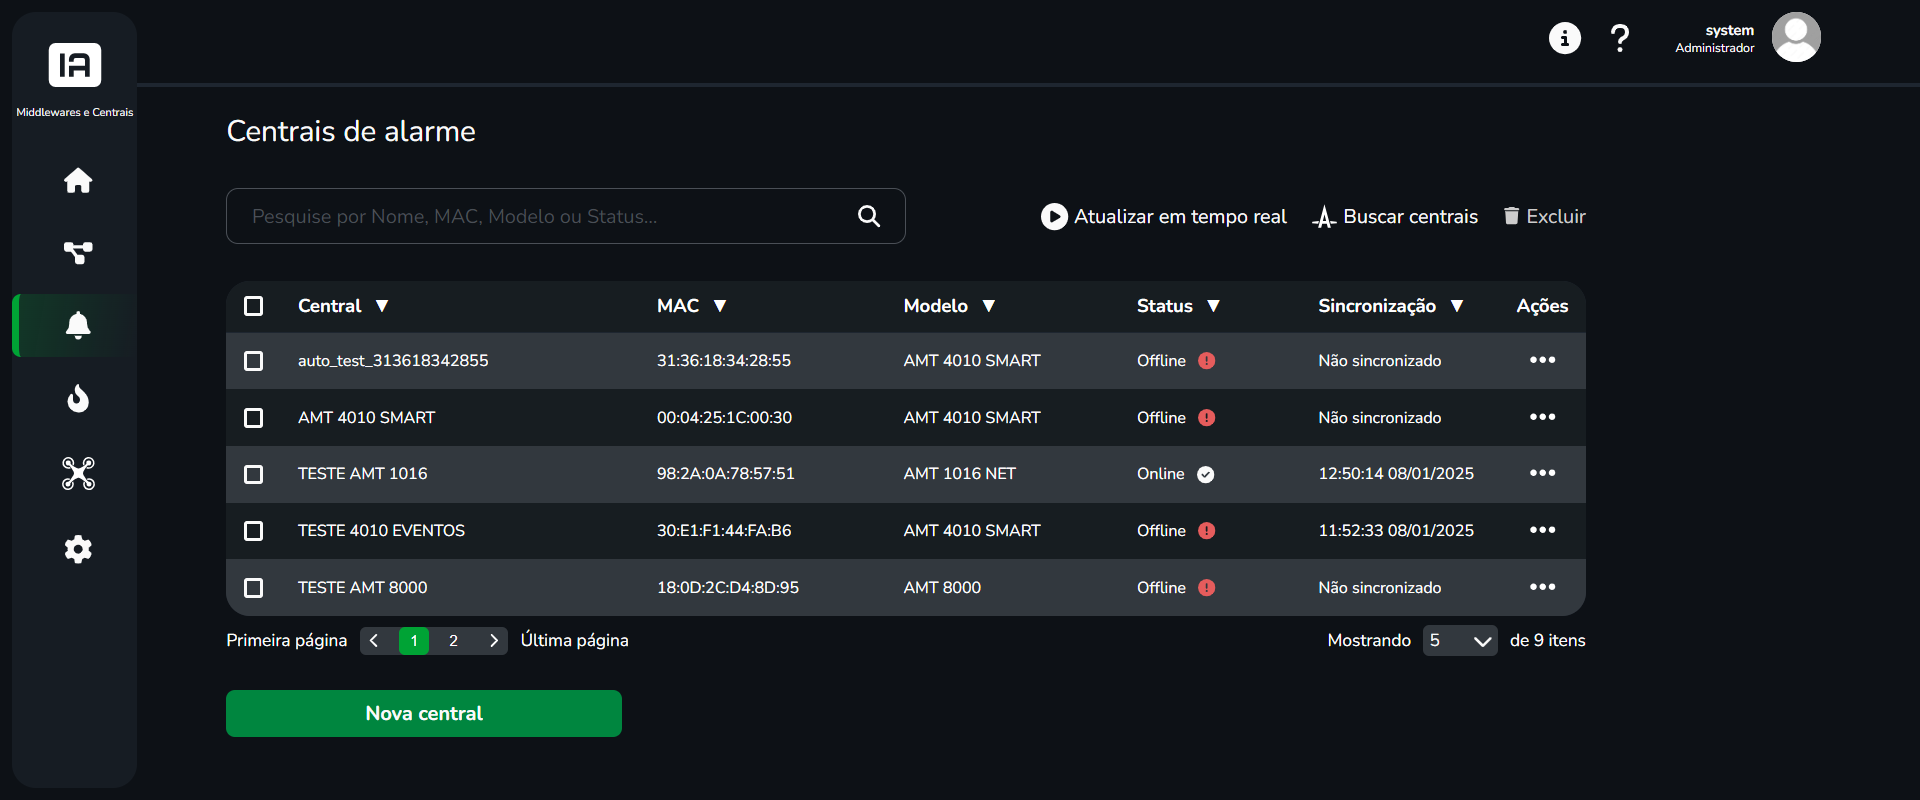 IA
Middlewares e Centrais
system
Administrador
Centrais de alarme
Pesquise por Nome, MAC, Modelo ou Status...
Atualizar em tempo real Buscar centrais Excluir
Central MAC Modelo Status Sincronização Ações
auto_test_313618342855 31:36:18:34:28:55 AMT 4010 SMART Offline Não sincronizado
AMT 4010 SMART 00:04:25:1C:00:30 AMT 4010 SMART Offline Não sincronizado
TESTE AMT 1016 98:2A:0A:78:57:51 AMT 1016 NET Online 12:50:14 08/01/2025
TESTE 4010 EVENTOS 30:E1:F1:44:FA:B6 AMT 4010 SMART Offline 11:52:33 08/01/2025
TESTE AMT 8000 18:0D:2C:D4:8D:95 AMT 8000 Offline Não sincronizado
Primeira página 1 2 Última página Mostrando 5 de 9 itens
Nova central